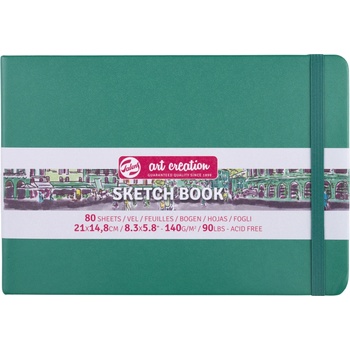 Talens
art creation
GUARANTEED QUALITY SINCE 1899
SKETCH BOOK
80 SHEETS / VEL / FEUILLES / BOGEN / HOJAS / FOGLI
21X14,8CM / 8.3X5.8" - 140G/M² / 90LBS - ACID FREE